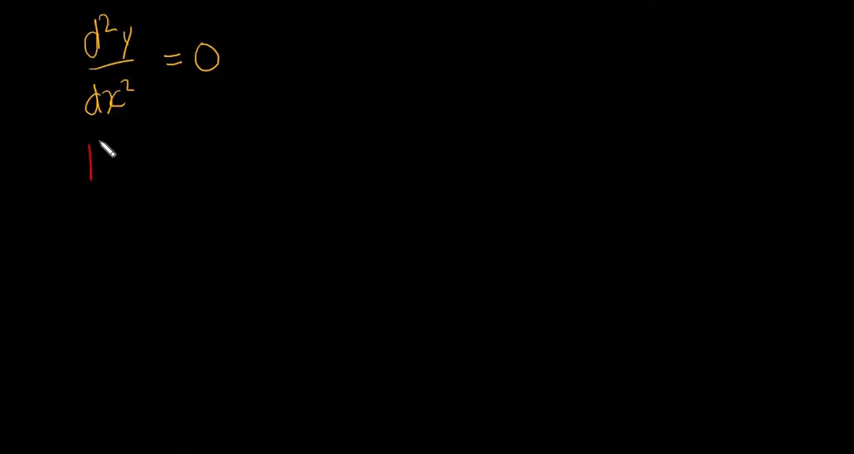 d²y/dx² = 0